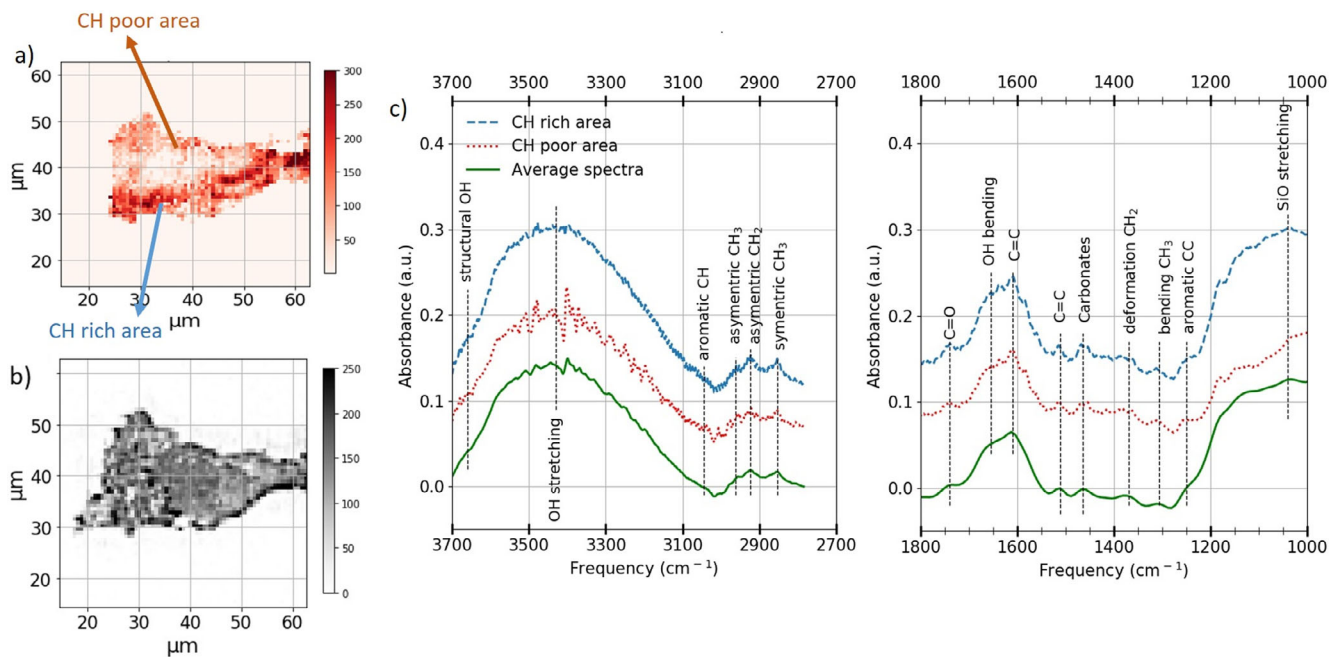 CH poor area
a)
60
50
40
30
20
μm
20 30 40 50 60
μm
300
250
200
150
100
50
CH rich area
b)
60
50
40
30
20
μm
20 30 40 50 60
μm
250
200
150
100
50
0
c)
3700 3500 3300 3100 2900 2700
CH rich area
CH poor area
Average spectra
0.4
0.3
0.2
0.1
0.0
Absorbance (a.u.)
structural OH
OH stretching
aromatic CH
asymentric CH₃
asymentric CH₂
symentric CH₃
3700 3500 3300 3100 2900 2700
Frequency (cm⁻¹)
1800 1600 1400 1200 1000
0.4
0.3
0.2
0.1
0.0
Absorbance (a.u.)
C=O
OH bending
C=C
C=C
Carbonates
deformation CH₂
bending CH₃
aromatic CC
SiO stretching
1800 1600 1400 1200 1000
Frequency (cm⁻¹)